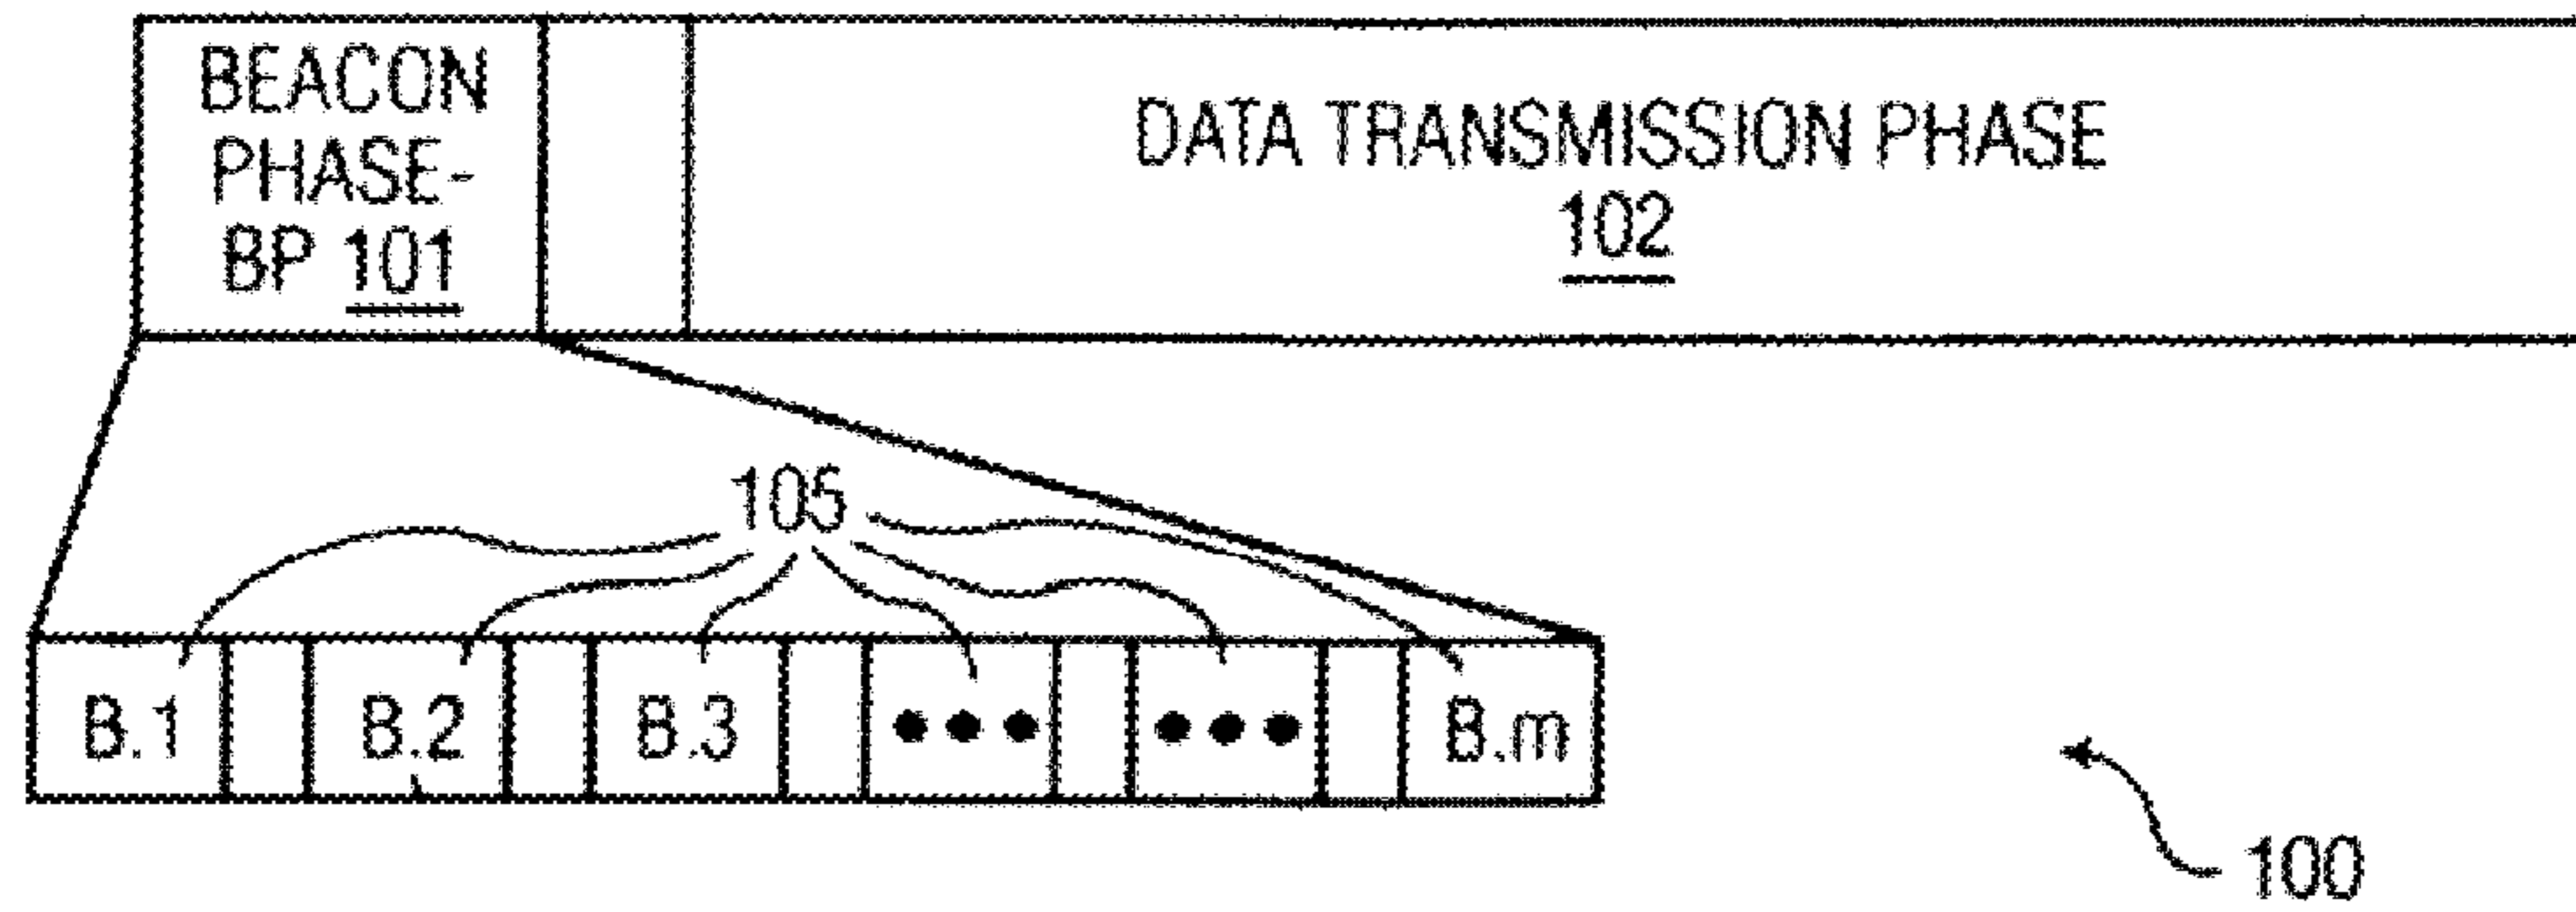 BEACON
PHASE-
BP 101
DATA TRANSMISSION PHASE
102
105
B.1 B.2 B.3 ••• ••• B.m
100